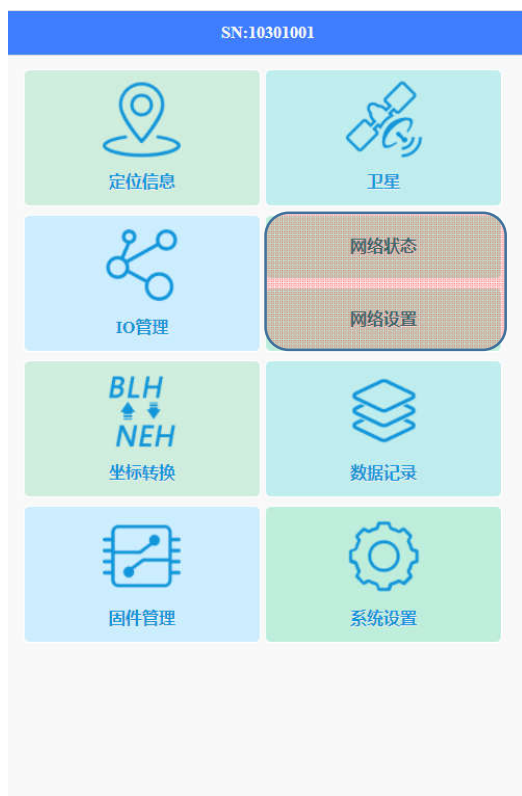 SN:10301001
定位信息
卫星
IO管理
网络状态
网络设置
BLH
NEH
坐标转换
数据记录
固件管理
系统设置